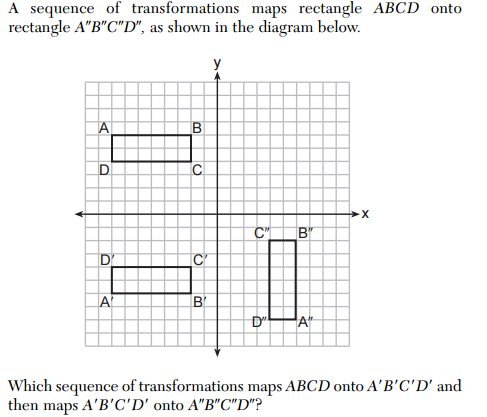 A sequence of transformations maps rectangle ABCD onto
rectangle A"B"C"D", as shown in the diagram below.
y
A B
D C
x
C" B"
D' C'
A' B'
D" A"
Which sequence of transformations maps ABCD onto A'B'C'D' and
then maps A'B'C'D' onto A"B"C"D"?